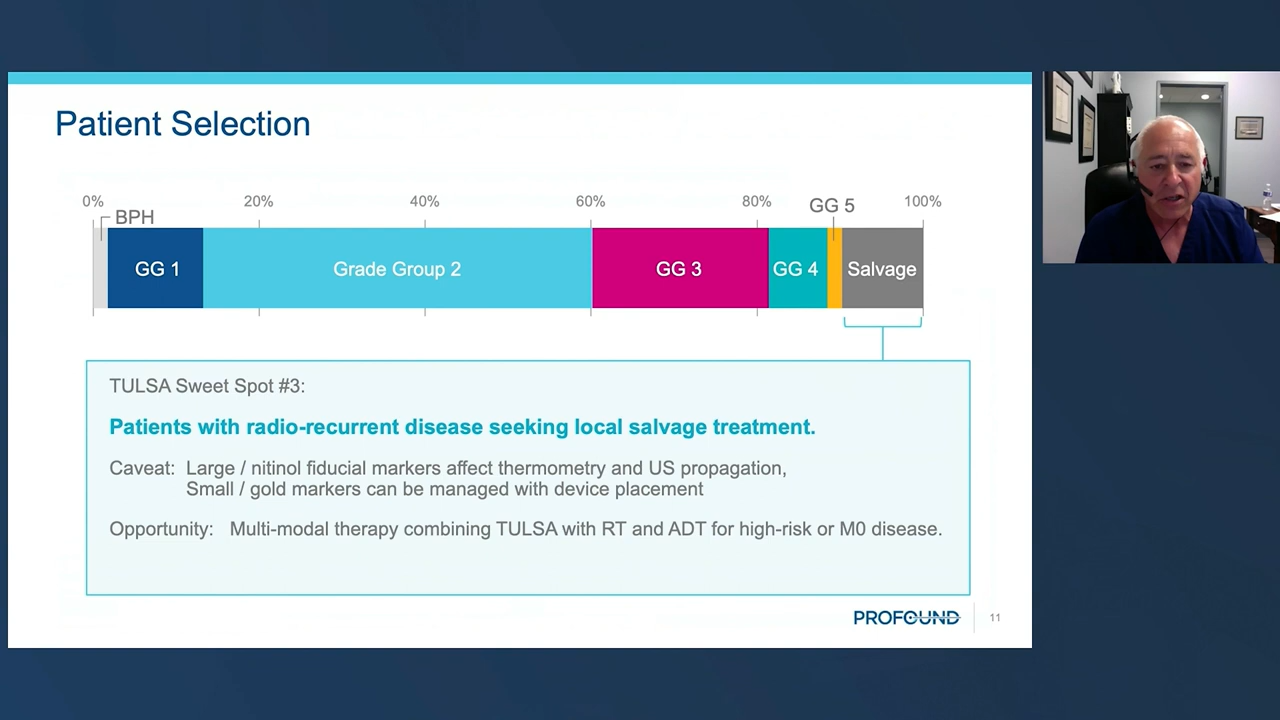 Patient Selection
0% 20% 40% 60% 80% 100%
BPH
GG 5
GG 1 Grade Group 2 GG 3 GG 4 Salvage
TULSA Sweet Spot #3:
Patients with radio-recurrent disease seeking local salvage treatment.
Caveat: Large / nitinol fiducial markers affect thermometry and US propagation,
Small / gold markers can be managed with device placement
Opportunity: Multi-modal therapy combining TULSA with RT and ADT for high-risk or M0 disease.
PROFOUND 11